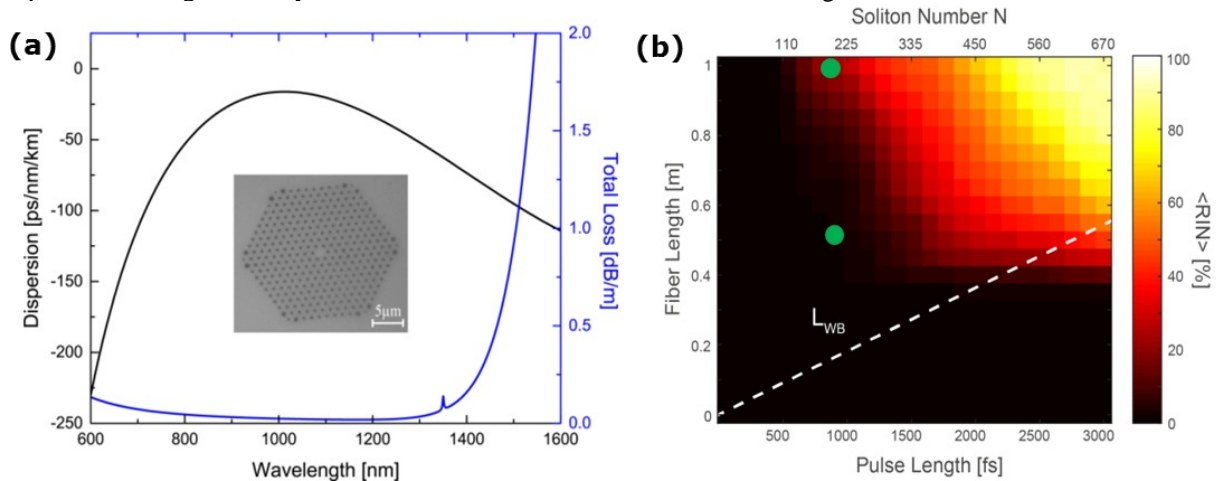 (a)
Dispersion [ps/nm/km]
0
-50
-100
-150
-200
-250
600
800
1000
1200
1400
1600
Wavelength [nm]
2.0
1.5
1.0
0.5
0.0
Total Loss [dB/m]
5μm
(b)
Soliton Number N
110 225 335 450 560 670
Fiber Length [m]
1
0.8
0.6
0.4
0.2
0
L_WB
500 1000 1500 2000 2500 3000
Pulse Length [fs]
100
80
60
40
20
0
<RIN> [%]